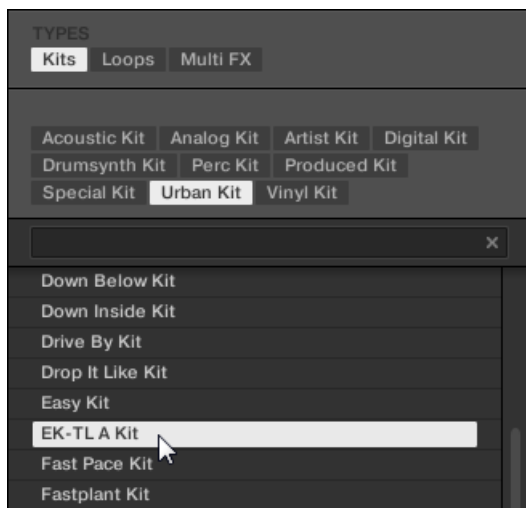 TYPES
Kits Loops Multi FX
Acoustic Kit Analog Kit Artist Kit Digital Kit
Drumsynth Kit Perc Kit Produced Kit
Special Kit Urban Kit Vinyl Kit
Down Below Kit
Down Inside Kit
Drive By Kit
Drop It Like Kit
Easy Kit
EK-TL A Kit
Fast Pace Kit
Fastplant Kit